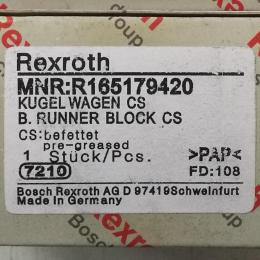 Rexroth
MNR:R165179420
KUGELWAGEN CS
B. RUNNER BLOCK CS
CS:befettet
pre-greased
1 Stück/Pcs. >PAP<
7210 FD:108
Bosch Rexroth AG D 97419Schweinfurt
Made In Germany